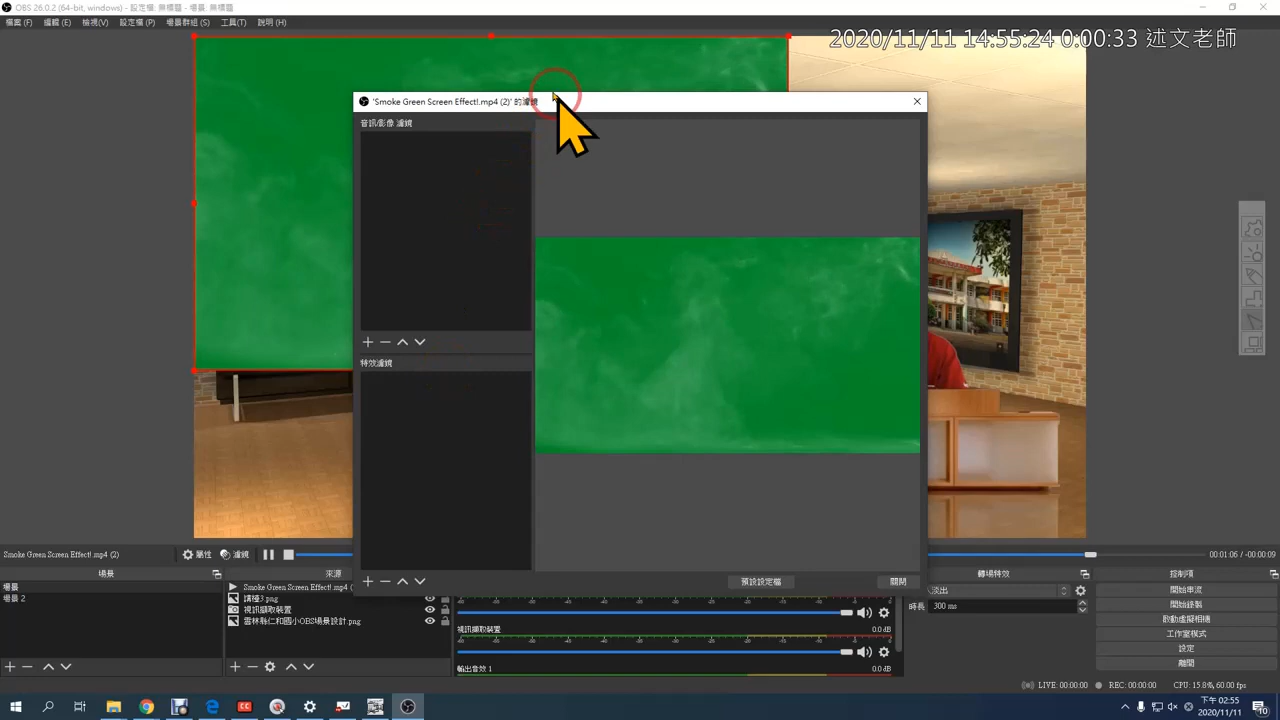 OBS 26.0.2 (64-bit, windows) - 設定檔: 無標題 - 場景: 無標題
檔案 (F) 編輯 (E) 檢視(V) 設定檔 (P) 場景群組 (S) 工具(T) 說明 (H)
2020/11/11 14:55:24 0:00:33 述文老師
'Smoke Green Screen Effect!.mp4 (2)' 的濾鏡
音訊/影像 濾鏡
特效濾鏡
預設設定檔
關閉
Smoke Green Screen Effect!.mp4 (2)
屬性
濾鏡
00:01:06 / -00:00:09
場景
場景
場景 2
來源
Smoke Green Screen Effect!.mp4 (
講檯3.png
視訊擷取裝置
雲林縣仁和國小OBS場景設計.png
0.0 dB
視訊擷取裝置
0.0 dB
輸出音效 1
轉場特效
淡出
時長 300 ms
控制項
開始串流
開始錄製
啟動虛擬相機
工作室模式
設定
離開
LIVE: 00:00:00 REC: 00:00:00 CPU: 15.8%, 60.00 fps
下午 02:55
2020/11/11
10